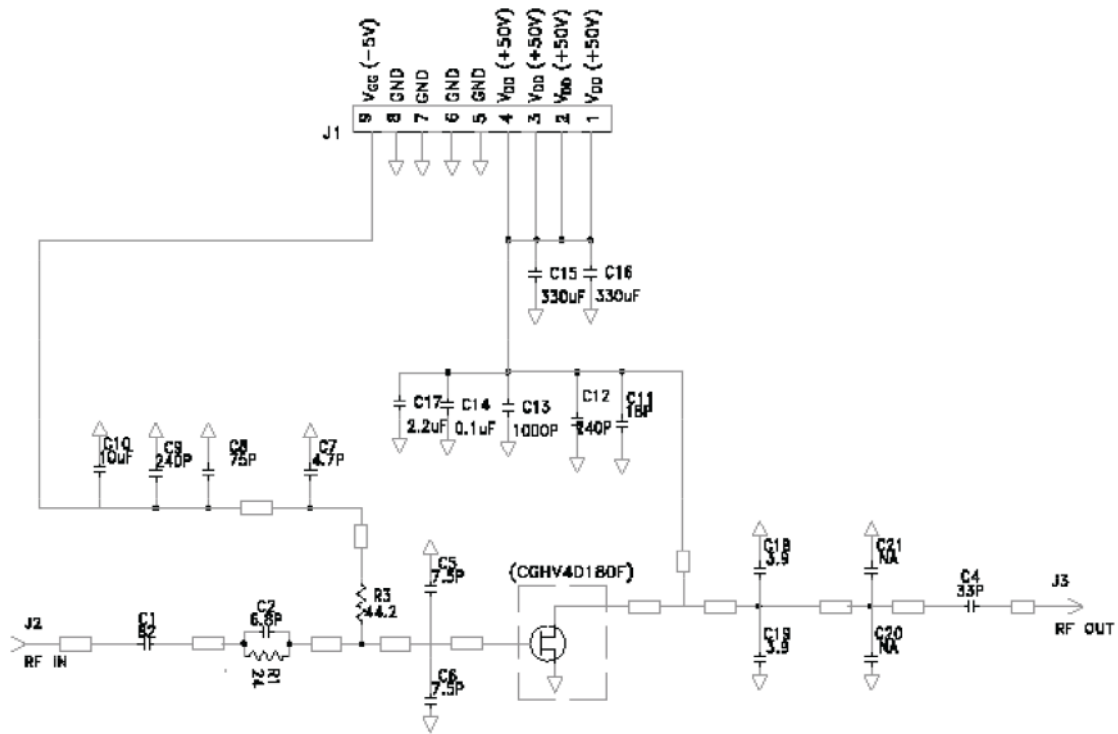 VGG (-5V)
GND
GND
GND
GND
VDD (+50V)
VDD (+50V)
VDD (+50V)
VDD (+50V)
J1
9 8 7 6 5 4 3 2 1
C15
330uF
C16
330uF
C17
2.2uF
C14
0.1uF
C13
1000P
C12
240P
C11
18P
C10
10uF
C9
240P
C8
75P
C7
4.7P
R3
44.2
C5
7.5P
C6
7.5P
(CGHV40180F)
J2
RF IN
C1
82
C2
6.8P
R1
24
C18
3.9
C21
NA
C19
3.9
C20
NA
C4
33P
J3
RF OUT